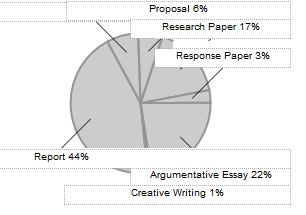 Proposal 6%
Research Paper 17%
Response Paper 3%
Report 44%
Argumentative Essay 22%
Creative Writing 1%